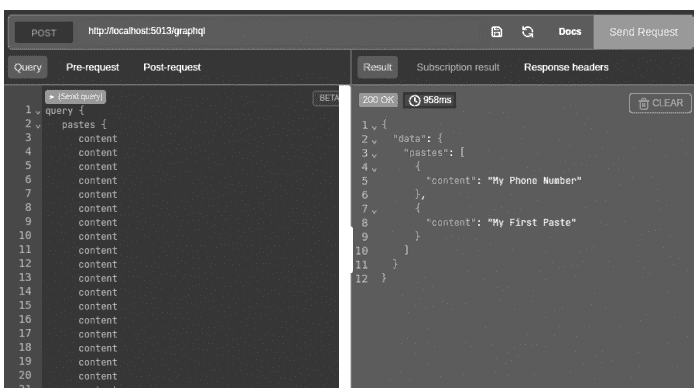 POST http://localhost:5013/graphql Docs Send Request
Query Pre-request Post-request
Result Subscription result Response headers
▸ (Send query) BETA
200 OK 958ms CLEAR
1 query {
2 pastes {
3 content
4 content
5 content
6 content
7 content
8 content
9 content
10 content
11 content
12 content
13 content
14 content
15 content
16 content
17 content
18 content
19 content
20 content
1 {
2 "data": {
3 "pastes": [
4 {
5 "content": "My Phone Number"
6 },
7 {
8 "content": "My First Paste"
9 }
10 ]
11 }
12 }